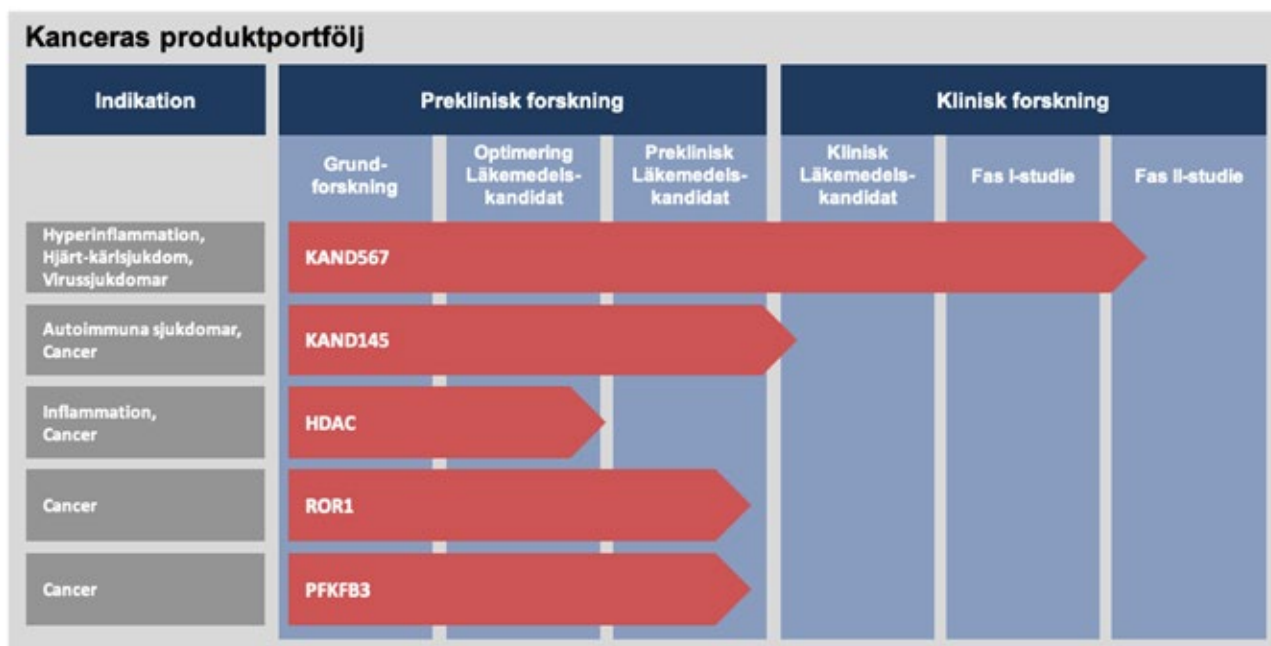 Kanceras produktportfölj
Indikation
Preklinisk forskning
Klinisk forskning
Grund-
forskning
Optimering
Läkemedels-
kandidat
Preklinisk
Läkemedels-
kandidat
Klinisk
Läkemedels-
kandidat
Fas I-studie
Fas II-studie
Hyperinflammation,
Hjärt-kärlsjukdom,
Virussjukdomar
KAND567
Autoimmuna sjukdomar,
Cancer
KAND145
Inflammation,
Cancer
HDAC
Cancer
ROR1
Cancer
PFKFB3